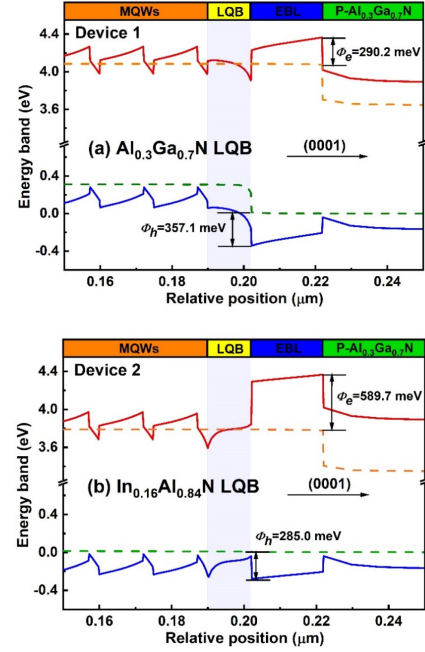 MQWs LQB EBL P-Al0.3Ga0.7N
Device 1
Φe=290.2 meV
4.4
4.0
3.6
Energy band (eV)
(a) Al0.3Ga0.7N LQB
(0001)
0.4
0.0
-0.4
Φh=357.1 meV
0.16 0.18 0.20 0.22 0.24
Relative position (μm)
MQWs LQB EBL P-Al0.3Ga0.7N
Device 2
Φe=589.7 meV
4.4
4.0
3.6
Energy band (eV)
(b) In0.16Al0.84N LQB
(0001)
Φh=285.0 meV
0.4
0.0
-0.4
0.16 0.18 0.20 0.22 0.24
Relative position (μm)